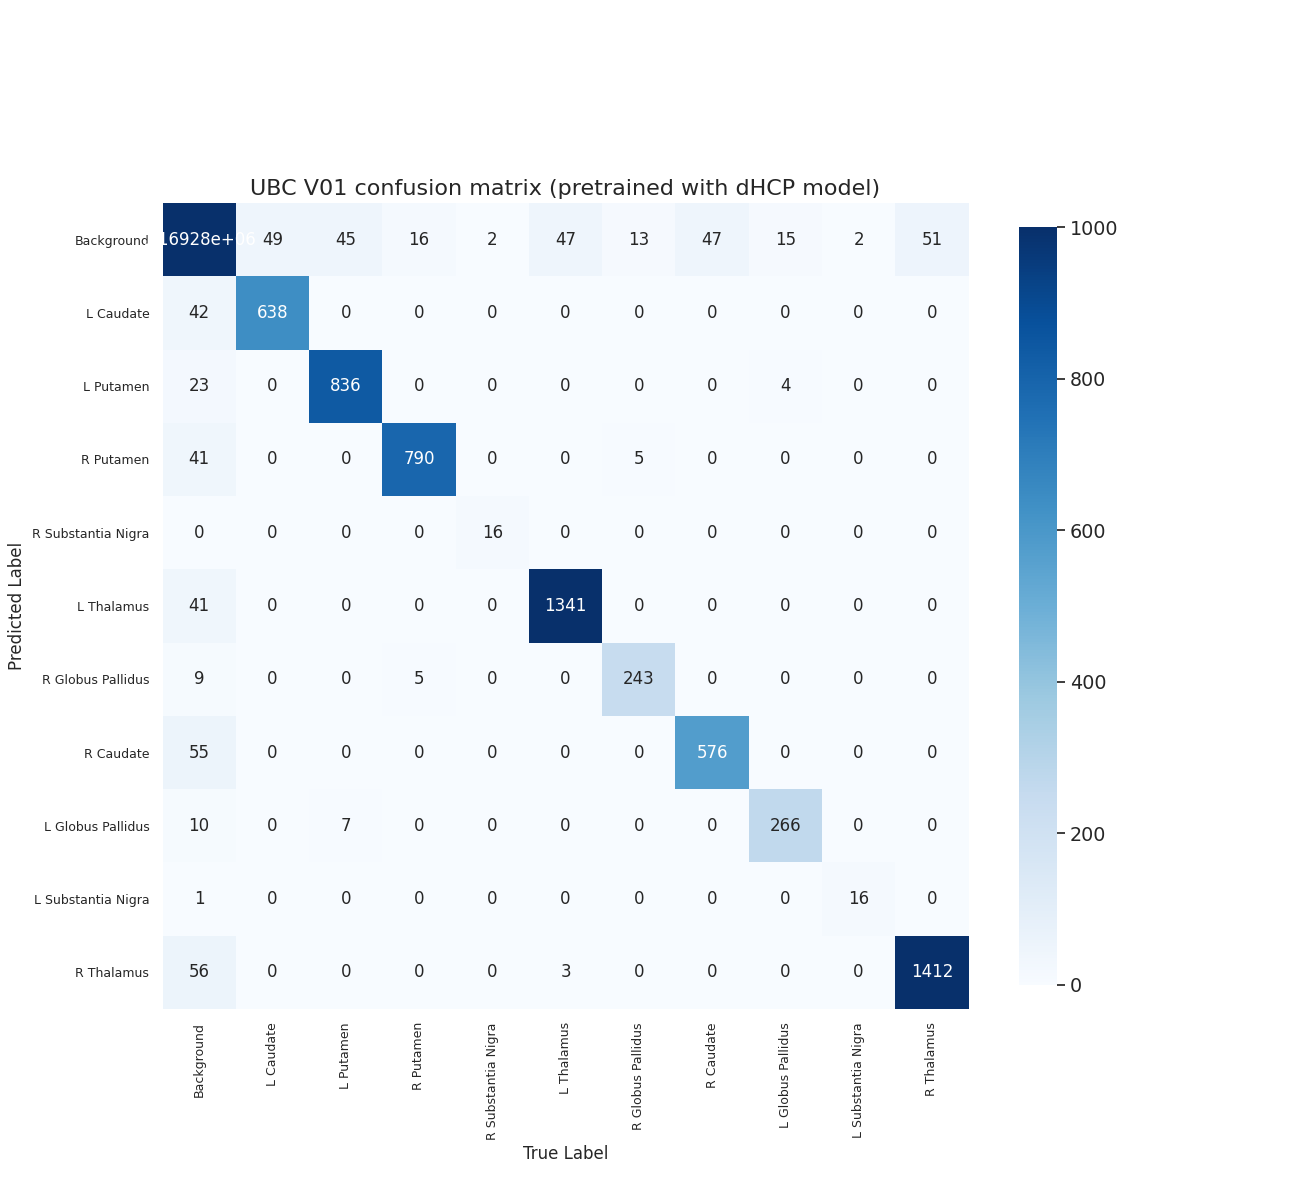 UBC V01 confusion matrix (pretrained with dHCP model)
Background 49 45 16 2 47 13 47 15 2 51
L Caudate 42 638 0 0 0 0 0 0 0 0 0
L Putamen 23 0 836 0 0 0 0 0 4 0 0
R Putamen 41 0 0 790 0 0 5 0 0 0 0
R Substantia Nigra 0 0 0 0 16 0 0 0 0 0 0
L Thalamus 41 0 0 0 0 1341 0 0 0 0 0
R Globus Pallidus 9 0 0 5 0 0 243 0 0 0 0
R Caudate 55 0 0 0 0 0 0 576 0 0 0
L Globus Pallidus 10 0 7 0 0 0 0 0 266 0 0
L Substantia Nigra 1 0 0 0 0 0 0 0 0 16 0
R Thalamus 56 0 0 0 0 3 0 0 0 0 1412
Background
L Caudate
L Putamen
R Putamen
R Substantia Nigra
L Thalamus
R Globus Pallidus
R Caudate
L Globus Pallidus
L Substantia Nigra
R Thalamus
True Label
Predicted Label
1000
800
600
400
200
0